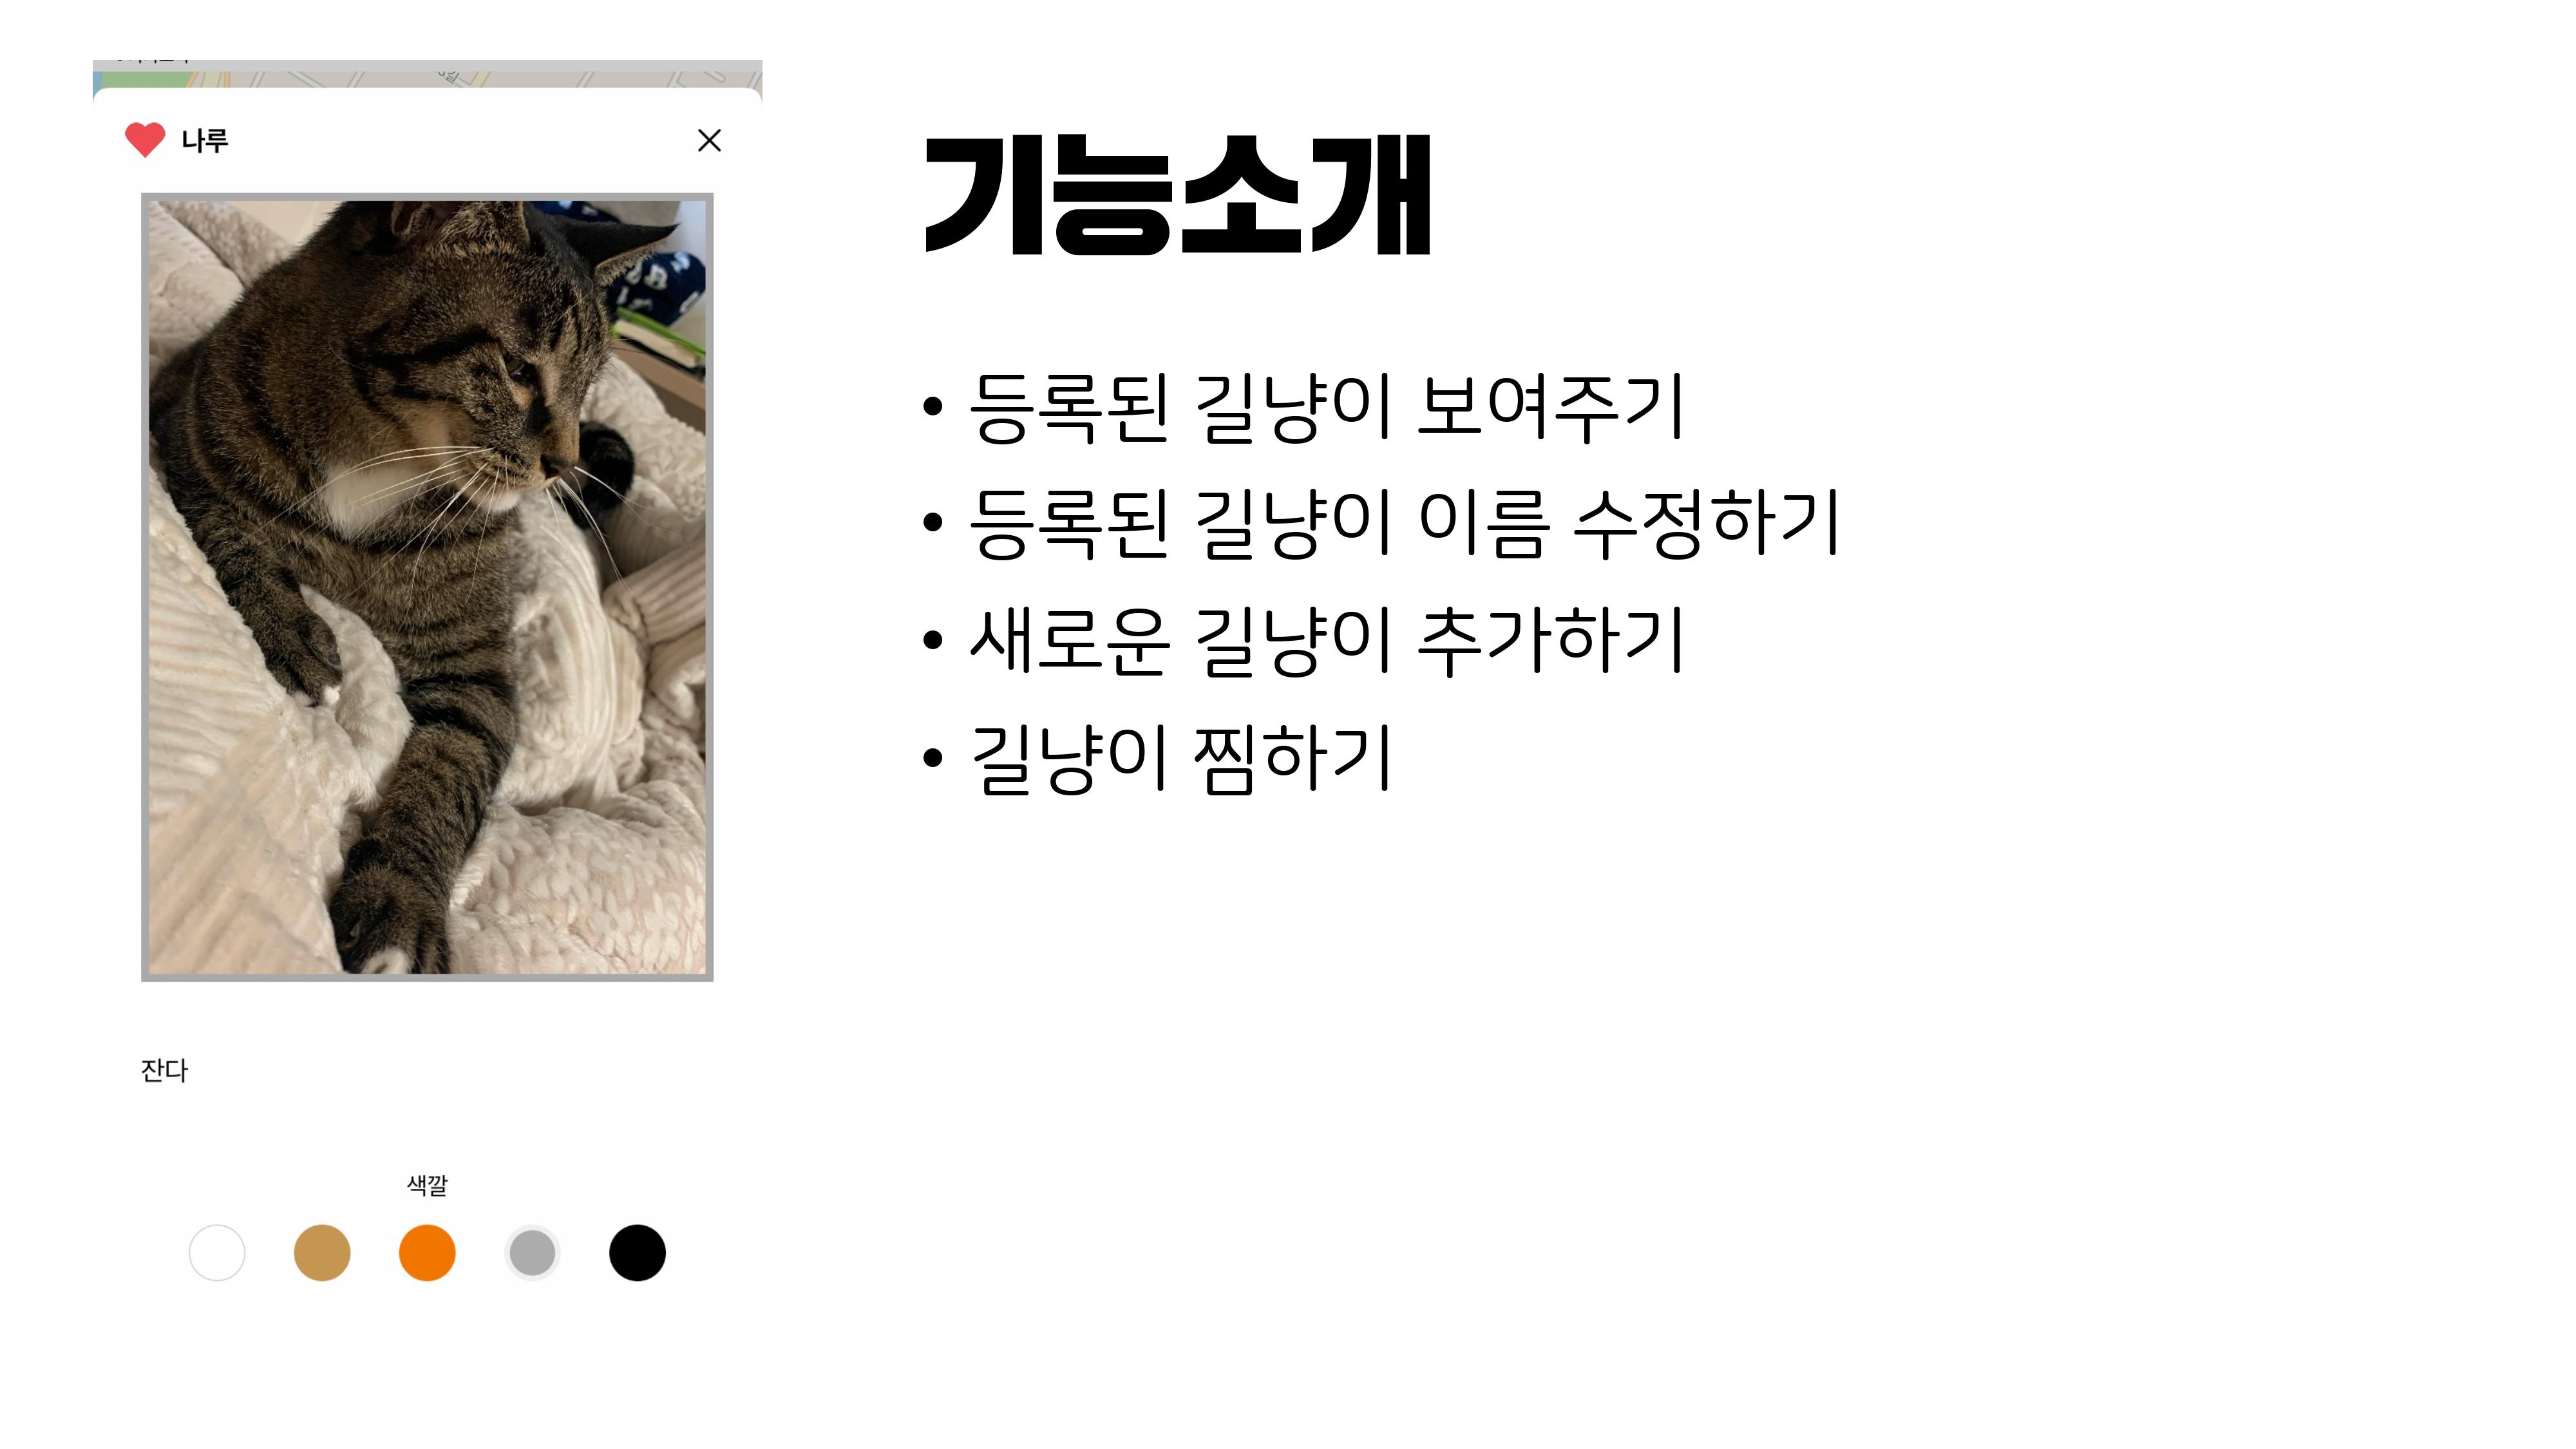 나루
잔다
색깔
기능소개
• 등록된 길냥이 보여주기
• 등록된 길냥이 이름 수정하기
• 새로운 길냥이 추가하기
• 길냥이 찜하기